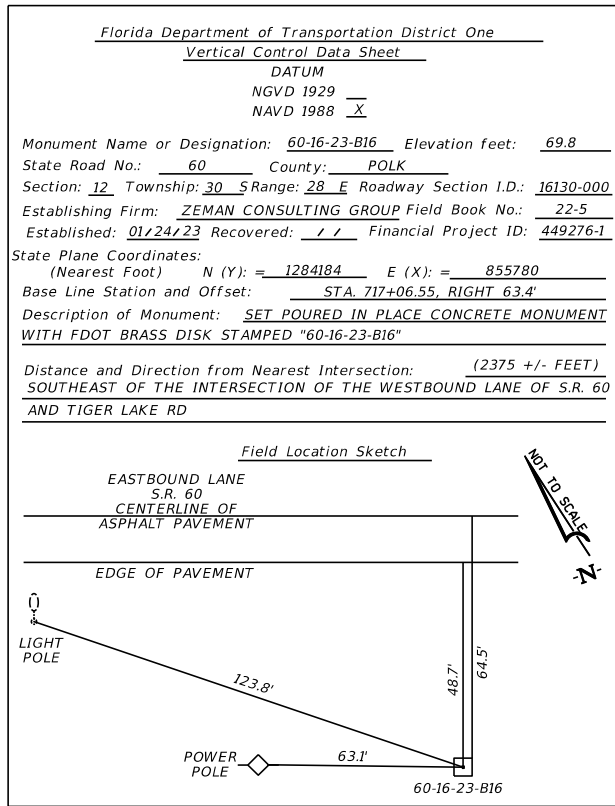 Florida Department of Transportation District One
Vertical Control Data Sheet
DATUM
NGVD 1929
NAVD 1988 X
Monument Name or Designation: 60-16-23-B16 Elevation feet: 69.8
State Road No.: 60 County: POLK
Section: 12 Township: 30 S Range: 28 E Roadway Section I.D.: 16130-000
Establishing Firm: ZEMAN CONSULTING GROUP Field Book No.: 22-5
Established: 01/24/23 Recovered: / / Financial Project ID: 449276-1
State Plane Coordinates:
(Nearest Foot) N (Y): = 1284184 E (X): = 855780
Base Line Station and Offset: STA. 717+06.55, RIGHT 63.4'
Description of Monument: SET POURED IN PLACE CONCRETE MONUMENT
WITH FDOT BRASS DISK STAMPED "60-16-23-B16"
Distance and Direction from Nearest Intersection: (2375 +/- FEET)
SOUTHEAST OF THE INTERSECTION OF THE WESTBOUND LANE OF S.R. 60
AND TIGER LAKE RD
Field Location Sketch
EASTBOUND LANE
S.R. 60
CENTERLINE OF
ASPHALT PAVEMENT
NOT TO SCALE
N
EDGE OF PAVEMENT
LIGHT
POLE
123.8'
48.7'
64.5'
POWER
POLE
63.1'
60-16-23-B16